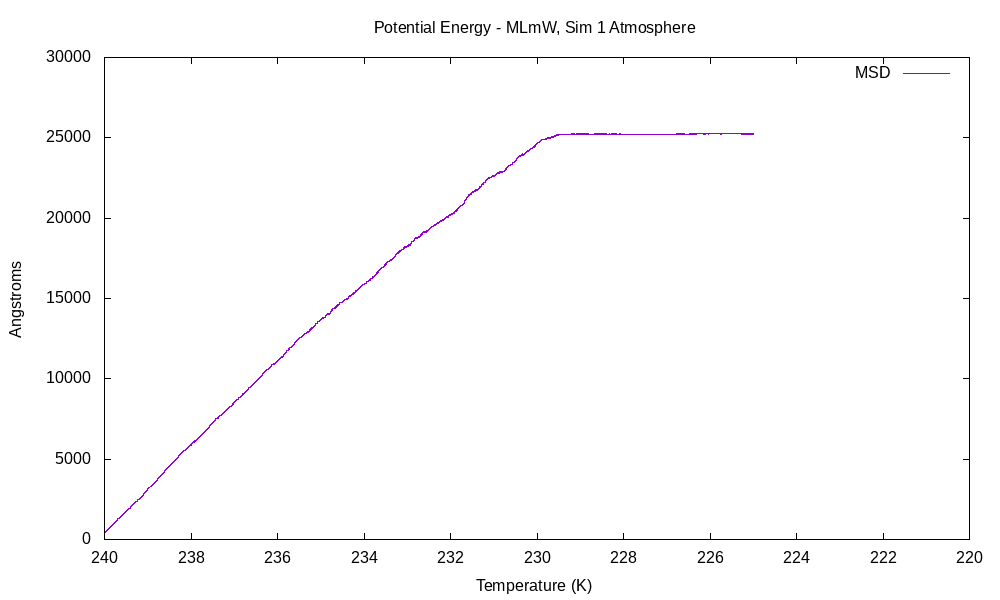 Potential Energy - MLmW, Sim 1 Atmosphere
MSD
30000
25000
20000
15000
10000
5000
0
Angstroms
240 238 236 234 232 230 228 226 224 222 220
Temperature (K)